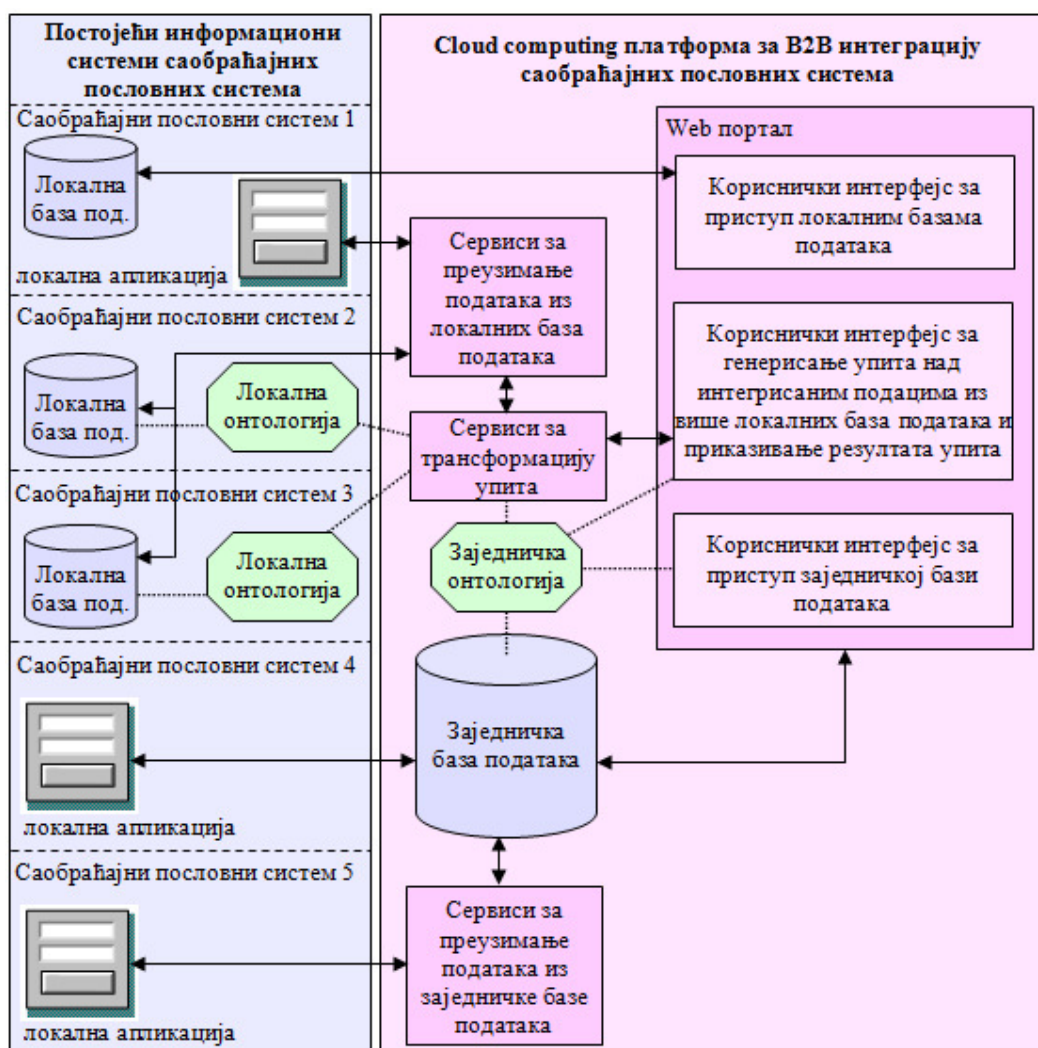 Постојећи информациони
системи саобраћајних
пословних система
Cloud computing платформа за B2B интеграцију
саобраћајних пословних система
Саобраћајни пословни систем 1
Локална
база под.
локална апликација
Саобраћајни пословни систем 2
Локална
база под.
Локална
онтологија
Саобраћајни пословни систем 3
Локална
база под.
Локална
онтологија
Саобраћајни пословни систем 4
локална апликација
Саобраћајни пословни систем 5
локална апликација
Сервиси за
преузимање
података из
локалних база
података
Сервиси за
трансформацију
упита
Заједничка
онтологија
Заједничка
база података
Сервиси за
преузимање
података из
заједничке базе
података
Web портал
Кориснички интерфејс за
приступ локалним базама
података
Кориснички интерфејс за
генерисање упита над
интегрисаним подацима из
више локалних база података и
приказивање резултата упита
Кориснички интерфејс за
приступ заједничкој бази
података